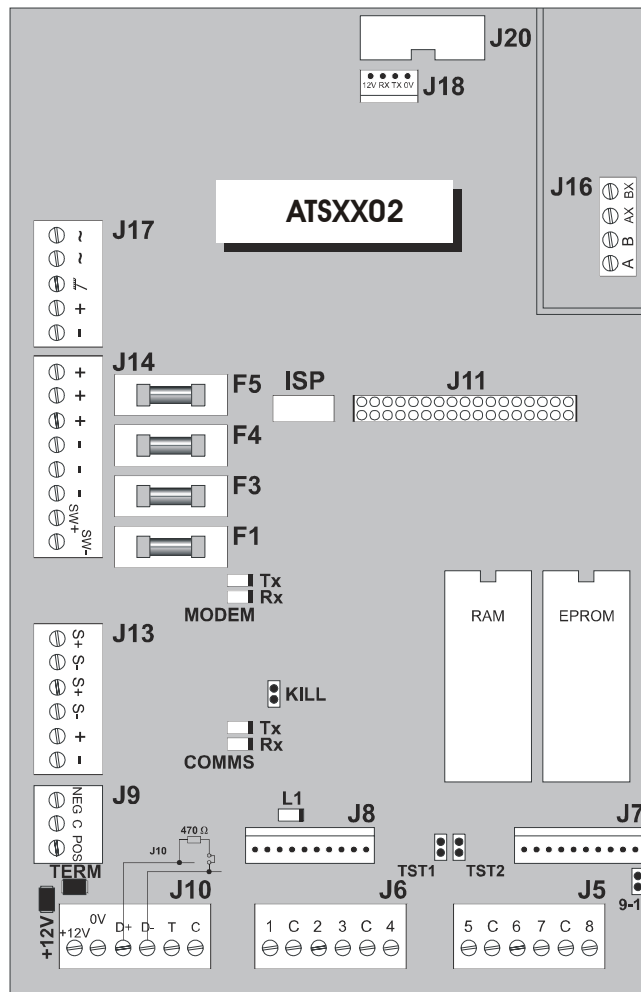 J20
12V RX TX 0V
J18
J16
BX
AX
B
A
ATSXX02
J17
~
~
+
-
J14
+
+
+
-
-
-
SW+
SW-
F5
F4
F3
F1
ISP
J11
Tx
Rx
MODEM
RAM
EPROM
J13
S+
S-
S+
S-
+
-
KILL
Tx
Rx
COMMS
J9
NEG
C
POS
TERM
+12V
J10
470 Ω
L1
J8
TST1
TST2
J7
9-1
J10
+12V 0V D+ D- T C
J6
1 C 2 3 C 4
J5
5 C 6 7 C 8